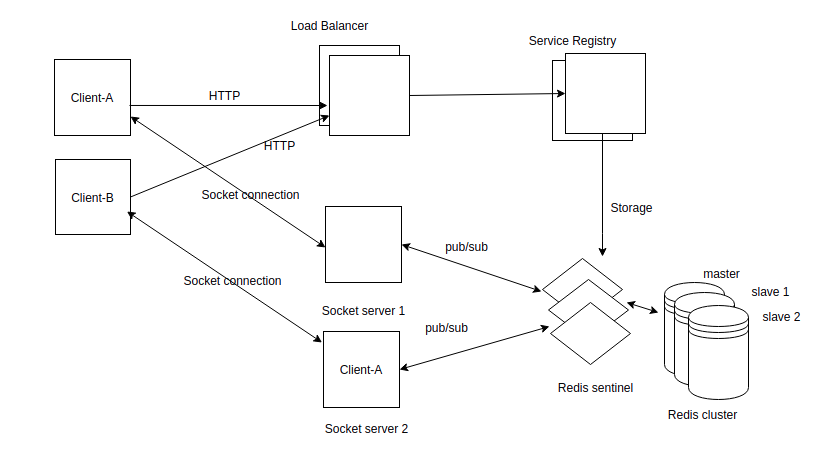 Load Balancer
Service Registry
Client-A
HTTP
HTTP
Client-B
Socket connection
Storage
pub/sub
master
Socket connection
slave 1
Socket server 1
slave 2
pub/sub
Client-A
Redis sentinel
Redis cluster
Socket server 2